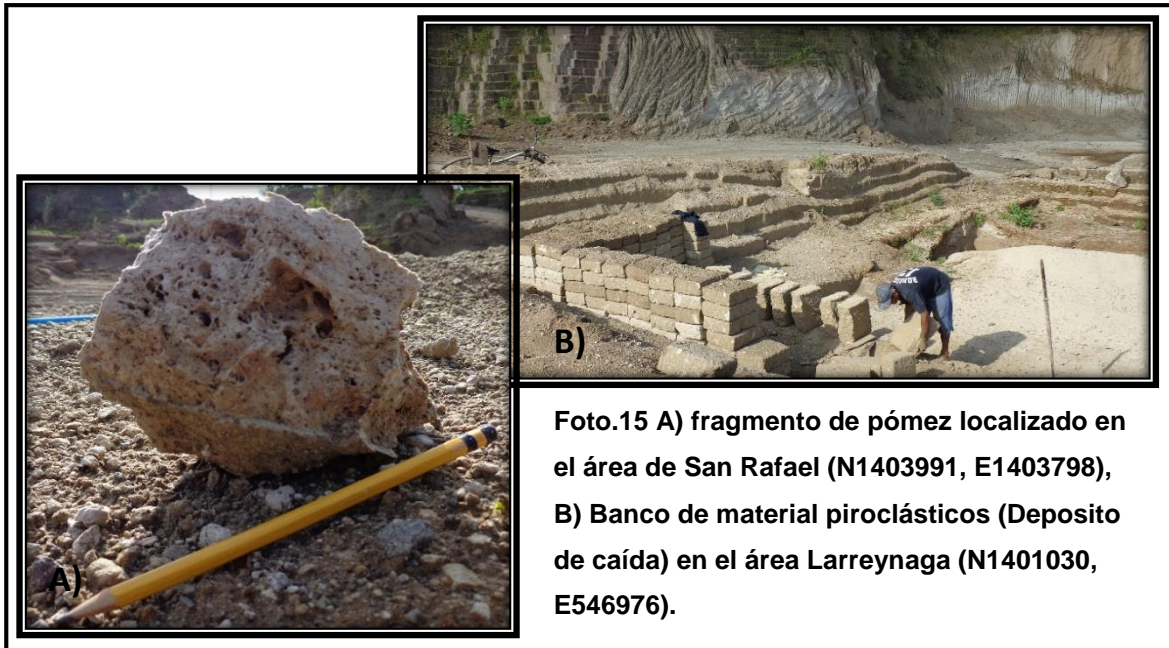 A)
B)
Foto.15 A) fragmento de pómez localizado en
el área de San Rafael (N1403991, E1403798),
B) Banco de material piroclásticos (Deposito
de caída) en el área Larreynaga (N1401030,
E546976).